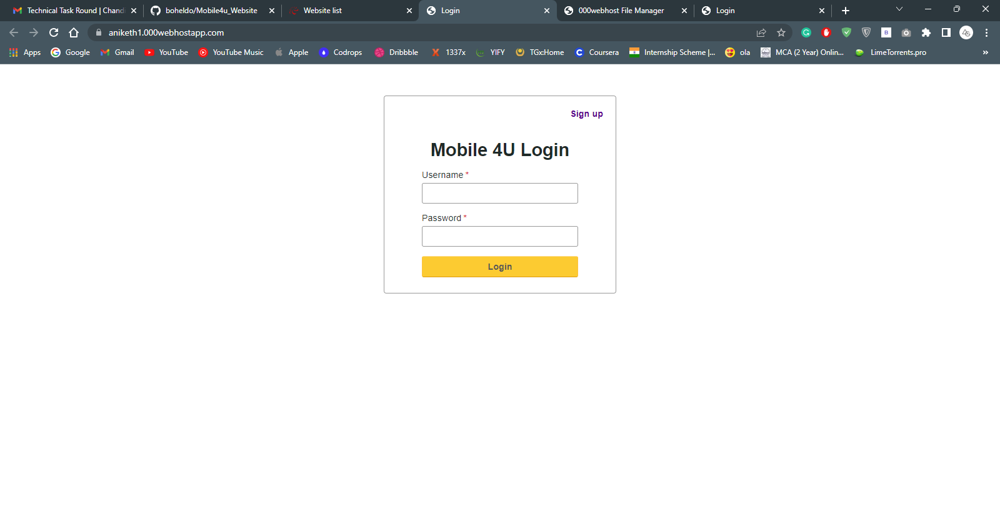 Technical Task Round | Chandi
boheldo/Mobile4u_Website
Website list
Login
000webhost File Manager
Login
aniketh1.000webhostapp.com
Apps
Google
Gmail
YouTube
YouTube Music
Apple
Codrops
Dribbble
1337x
YIFY
TGx:Home
Coursera
Internship Scheme |...
ola
MCA (2 Year) Onlin...
LimeTorrents.pro
»
Sign up
Mobile 4U Login
Username *
Password *
Login